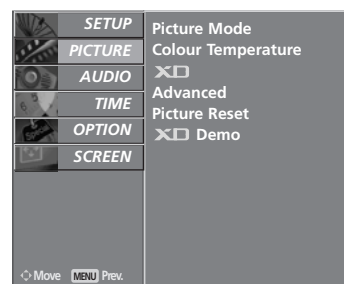 SETUP
PICTURE
AUDIO
TIME
OPTION
SCREEN
Picture Mode
Colour Temperature
XD
Advanced
Picture Reset
XD Demo
Move MENU Prev.